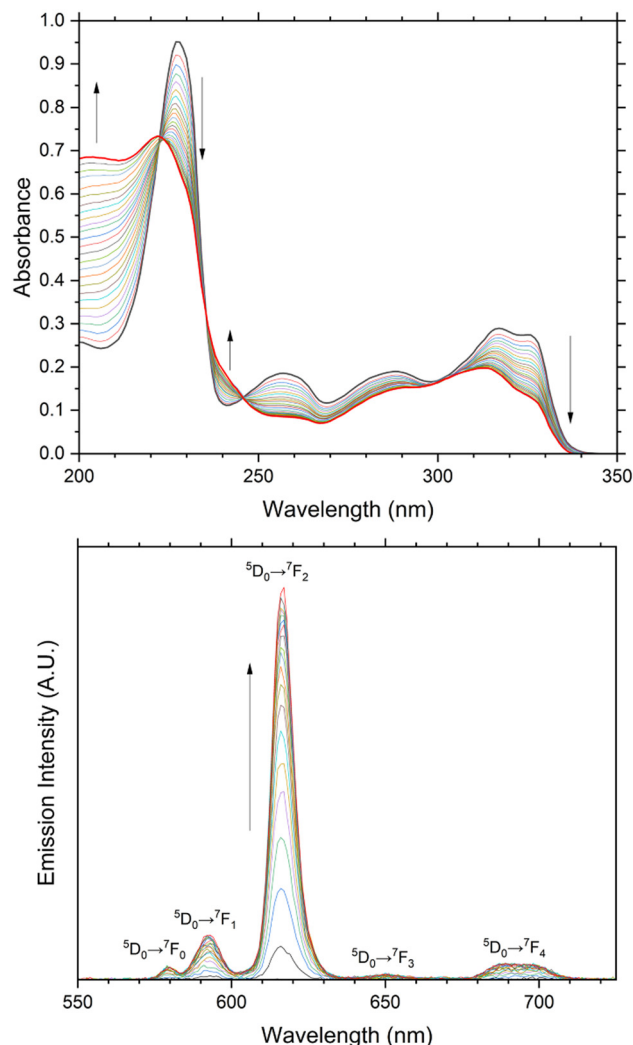 1.0
0.9
0.8
0.7
0.6
0.5
0.4
0.3
0.2
0.1
0.0
Absorbance
200 250 300 350
Wavelength (nm)
⁵D₀→⁷F₂
⁵D₀→⁷F₁
⁵D₀→⁷F₀
⁵D₀→⁷F₃
⁵D₀→⁷F₄
Emission Intensity (A.U.)
550 600 650 700
Wavelength (nm)